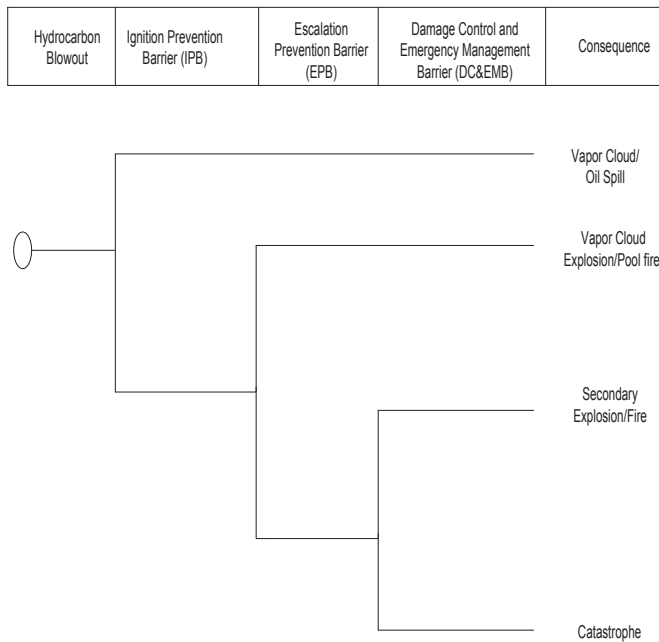 Hydrocarbon
Blowout
Ignition Prevention
Barrier (IPB)
Escalation
Prevention Barrier
(EPB)
Damage Control and
Emergency Management
Barrier (DC&EMB)
Consequence
Vapor Cloud/
Oil Spill
Vapor Cloud
Explosion/Pool fire
Secondary
Explosion/Fire
Catastrophe